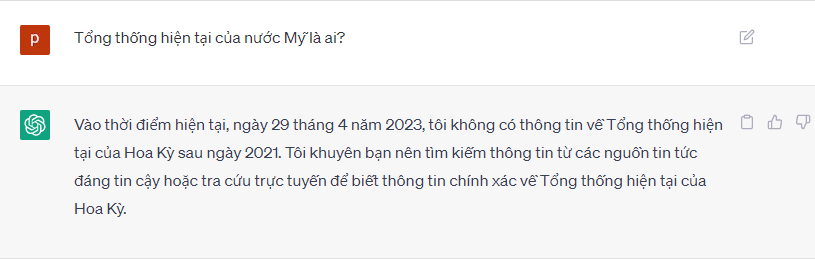 p
Tổng thống hiện tại của nước Mỹ là ai?
Vào thời điểm hiện tại, ngày 29 tháng 4 năm 2023, tôi không có thông tin về Tổng thống hiện
tại của Hoa Kỳ sau ngày 2021. Tôi khuyên bạn nên tìm kiếm thông tin từ các nguồn tin tức
đáng tin cậy hoặc tra cứu trực tuyến để biết thông tin chính xác về Tổng thống hiện tại của
Hoa Kỳ.